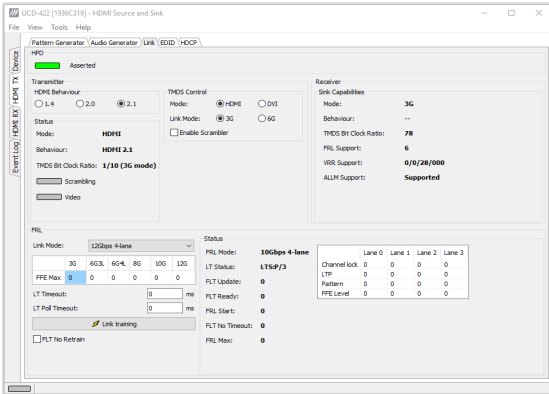 UCD-422 [1936C319] - HDMI Source and Sink
File View Tools Help
Pattern Generator Audio Generator Link EDID HDCP
Device
HDMI TX
HDMI RX
Event Log
HPD
Asserted
Transmitter
HDMI Behaviour
1.4 2.0 2.1
Status
Mode: HDMI
Behaviour: HDMI 2.1
TMDS Bit Clock Ratio: 1/10 (3G mode)
Scrambling
Video
TMDS Control
Mode: HDMI DVI
Link Mode: 3G 6G
Enable Scrambler
Receiver
Sink Capabilities
Mode: 3G
Behaviour: --
TMDS Bit Clock Ratio: 78
FRL Support: 6
VRR Support: 0/0/28/000
ALLM Support: Supported
FRL
Link Mode: 12Gbps 4-lane
3G 6G3L 6G4L 8G 10G 12G
FFE Max 0 0 0 0 0 0
LT Timeout: 0 ms
LT Poll Timeout: 0 ms
Link training
FLT No Retrain
Status
FRL Mode: 10Gbps 4-lane
LT Status: LTS:P/3
FLT Update: 0
FLT Ready: 0
FRL Start: 0
FLT No Timeout: 0
FRL Max: 0
Lane 0 Lane 1 Lane 2 Lane 3
Channel lock 0 0 0 0
LTP 0 0 0 0
Pattern 0 0 0 0
FFE Level 0 0 0 0